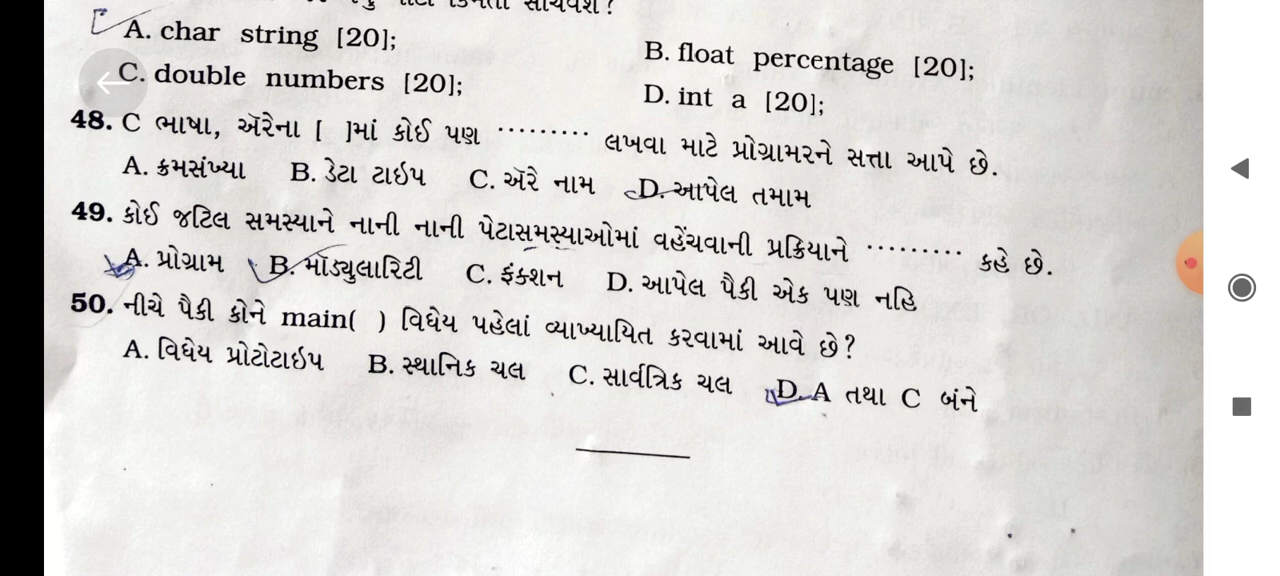 સાચવશે?
A. char string [20];
B. float percentage [20];
C. double numbers [20];
D. int a [20];
48. C ભાષા, ઍરેના [ ]માં કોઈ પણ ········· લખવા માટે પ્રોગ્રામરને સત્તા આપે છે.
A. ક્રમસંખ્યા B. ડેટા ટાઇપ C. ઍરે નામ D. આપેલ તમામ
49. કોઈ જટિલ સમસ્યાને નાની નાની પેટાસમસ્યાઓમાં વહેંચવાની પ્રક્રિયાને ········· કહે છે.
A. પ્રોગ્રામ B. મૉડ્યુલારિટી C. ફંક્શન D. આપેલ પૈકી એક પણ નહિ
50. નીચે પૈકી કોને main( ) વિધેય પહેલાં વ્યાખ્યાયિત કરવામાં આવે છે?
A. વિધેય પ્રોટોટાઇપ B. સ્થાનિક ચલ C. સાર્વત્રિક ચલ D. A તથા C બંને